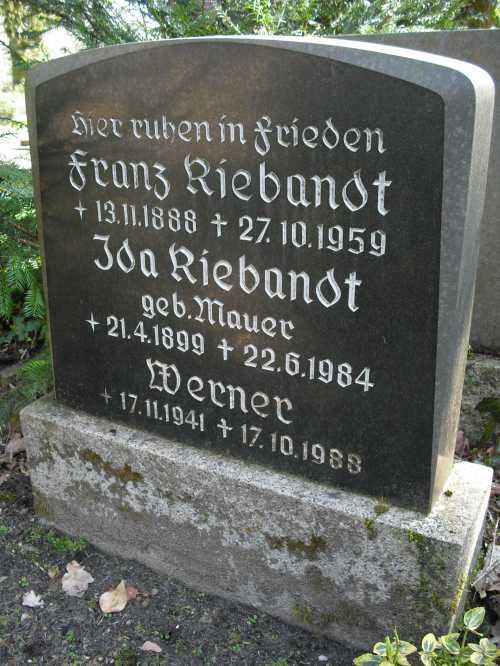 Hier ruhen in Frieden
Franz Riebandt
+ 13.11.1888 ✝ 27.10.1959
Ida Riebandt
geb. Mauer
+ 21.4.1899 ✝ 22.6.1984
Werner
+ 17.11.1941 ✝ 17.10.1988